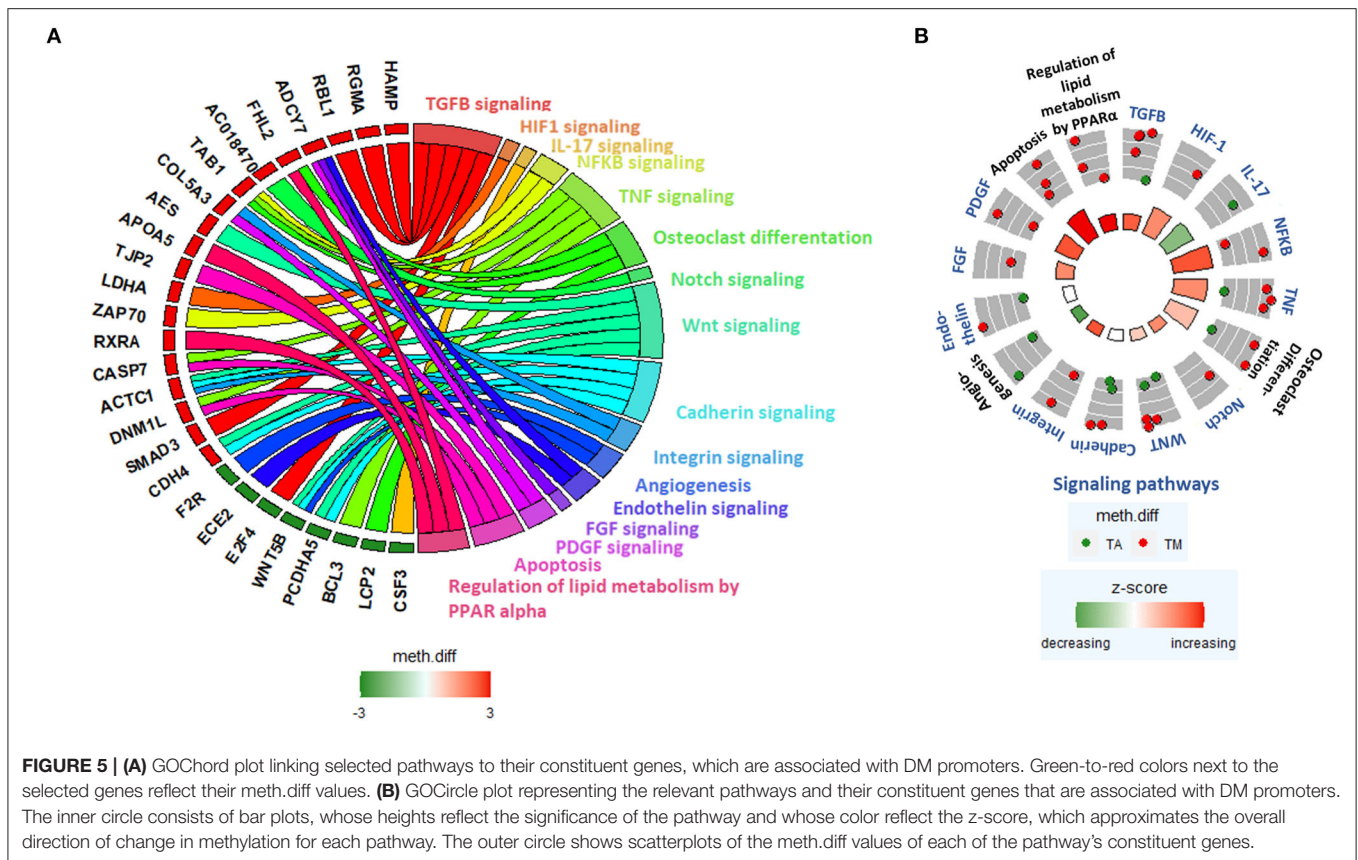 A
HAMP
RGMA
RBL1
ADCY7
FHL2
AC018470
TAB1
COL5A3
AES
APOA5
TJP2
LDHA
ZAP70
RXRA
CASP7
ACTC1
DNM1L
SMAD3
CDH4
F2R
ECE2
E2F4
WNT5B
PCDHA5
BCL3
LCP2
CSF3
TGFB signaling
HIF1 signaling
IL-17 signaling
NFKB signaling
TNF signaling
Osteoclast differentation
Notch signaling
Wnt signaling
Cadherin signaling
Integrin signaling
Angiogenesis
Endothelin signaling
FGF signaling
PDGF signaling
Apoptosis
Regulation of lipid metabolism by
PPAR alpha
meth.diff
-3
3
B
Regulation of
lipid
metabolism
by PPARα
TGFB
HIF-1
IL-17
NFKB
TNF
Osteoclast
Differen-
tiation
Notch
WNT
Cadherin
Integrin
Angio-
genesis
Endo-
thelin
FGF
PDGF
Apoptosis
Signaling pathways
meth.diff
TA TM
z-score
decreasing increasing
FIGURE 5 | (A) GOChord plot linking selected pathways to their constituent genes, which are associated with DM promoters. Green-to-red colors next to the
selected genes reflect their meth.diff values. (B) GOCircle plot representing the relevant pathways and their constituent genes that are associated with DM promoters.
The inner circle consists of bar plots, whose heights reflect the significance of the pathway and whose color reflect the z-score, which approximates the overall
direction of change in methylation for each pathway. The outer circle shows scatterplots of the meth.diff values of each of the pathway's constituent genes.